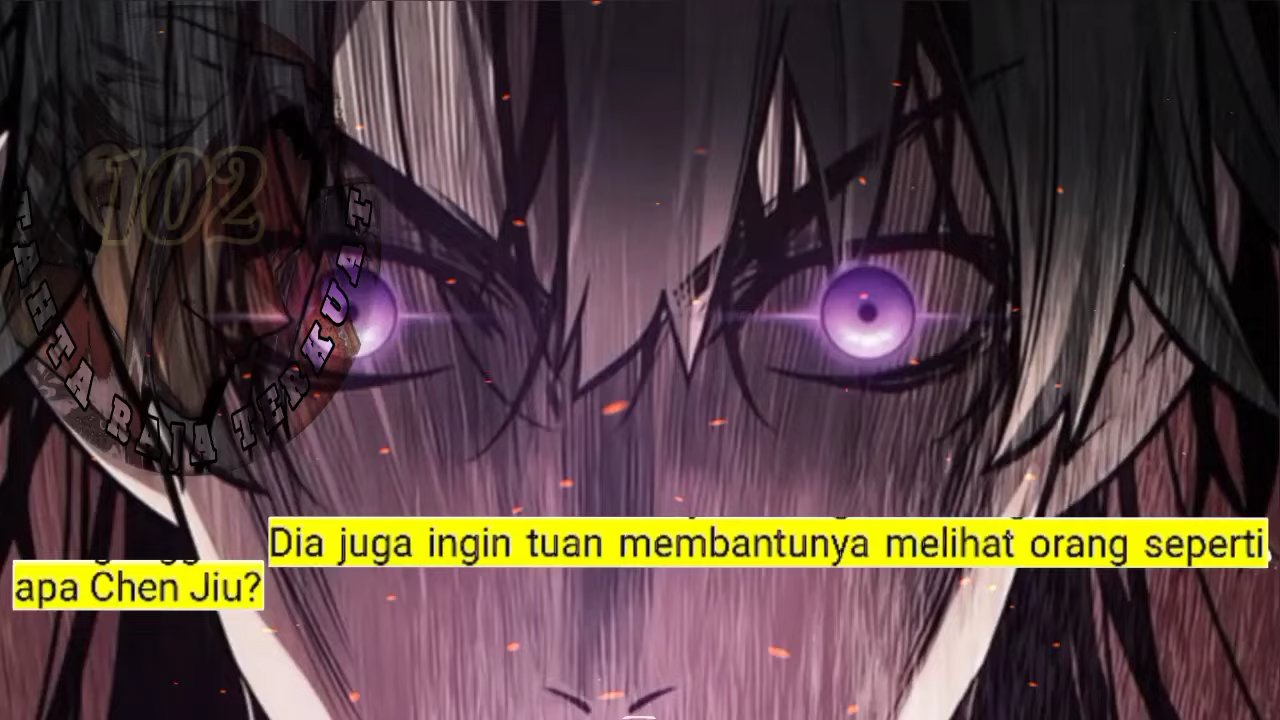 102
TAHTA RAJA TERKUAT
Dia juga ingin tuan membantunya melihat orang seperti
apa Chen Jiu?